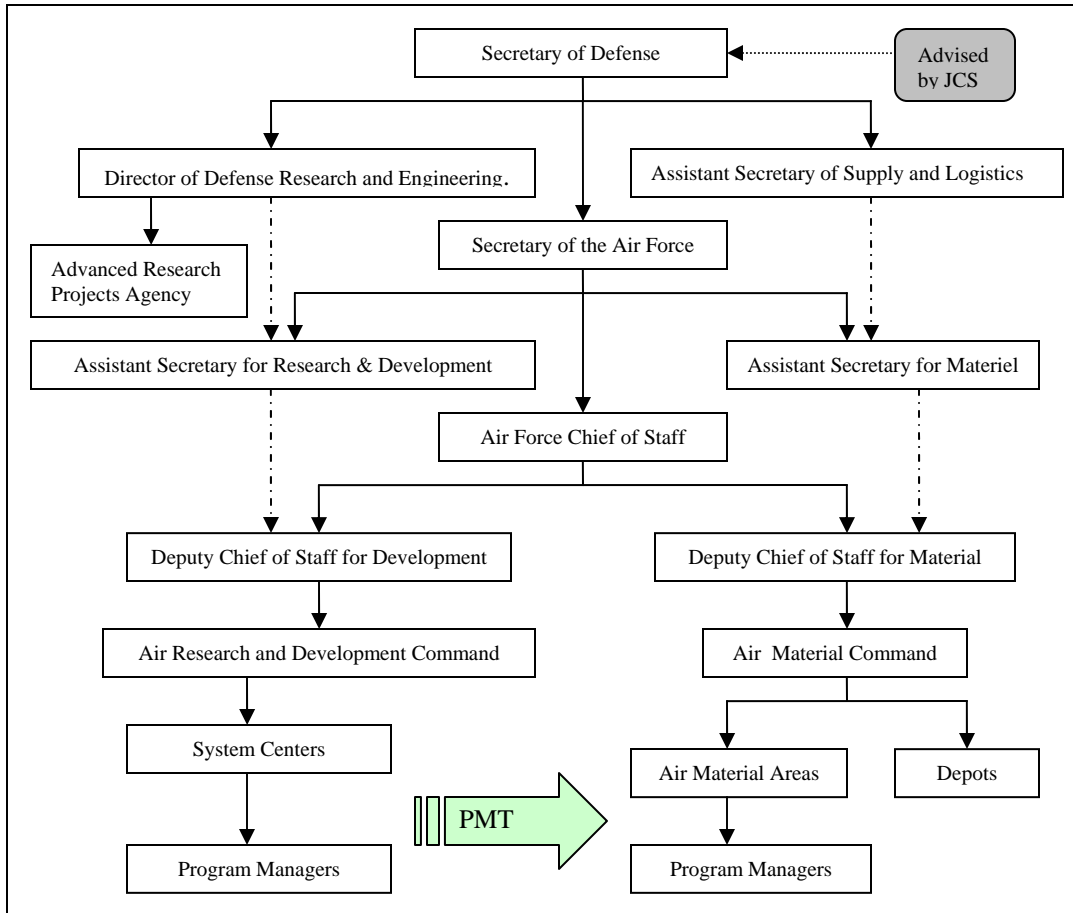 Secretary of Defense
Advised
by JCS
Director of Defense Research and Engineering.
Assistant Secretary of Supply and Logistics
Secretary of the Air Force
Advanced Research
Projects Agency
Assistant Secretary for Research & Development
Assistant Secretary for Materiel
Air Force Chief of Staff
Deputy Chief of Staff for Development
Deputy Chief of Staff for Material
Air Research and Development Command
Air Material Command
System Centers
Air Material Areas
Depots
PMT
Program Managers
Program Managers